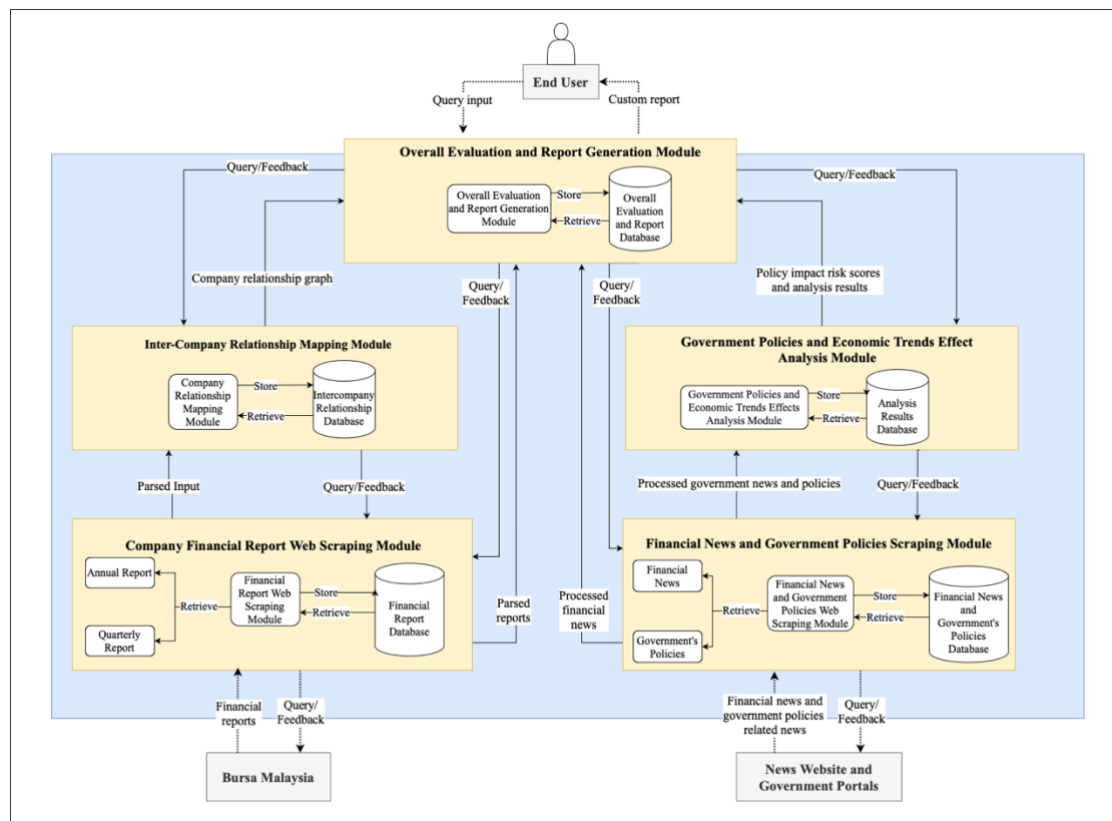 End User
Query input
Custom report
Overall Evaluation and Report Generation Module
Query/Feedback
Query/Feedback
Overall Evaluation
and Report Generation
Module
Store
Retrieve
Overall
Evaluation
and Report
Database
Company relationship graph
Query/
Feedback
Query/
Feedback
Policy impact risk scores
and analysis results
Inter-Company Relationship Mapping Module
Company
Relationship
Mapping
Module
Store
Retrieve
Intercompany
Relationship
Database
Government Policies and Economic Trends Effect
Analysis Module
Government Policies and
Economic Trends Effects
Analysis Module
Store
Retrieve
Analysis
Results
Database
Parsed Input
Query/Feedback
Processed government news and policies
Query/Feedback
Company Financial Report Web Scraping Module
Annual Report
Quarterly
Report
Retrieve
Financial
Report Web
Scraping
Module
Store
Retrieve
Financial
Report
Database
Parsed
reports
Processed
financial
news
Financial News and Government Policies Scraping Module
Financial
News
Government's
Policies
Retrieve
Financial News
and Government
Policies Web
Scraping Module
Store
Retrieve
Financial News
and
Government's
Policies
Database
Financial
reports
Query/
Feedback
Financial news and
government policies
related news
Query/
Feedback
Bursa Malaysia
News Website and
Government Portals